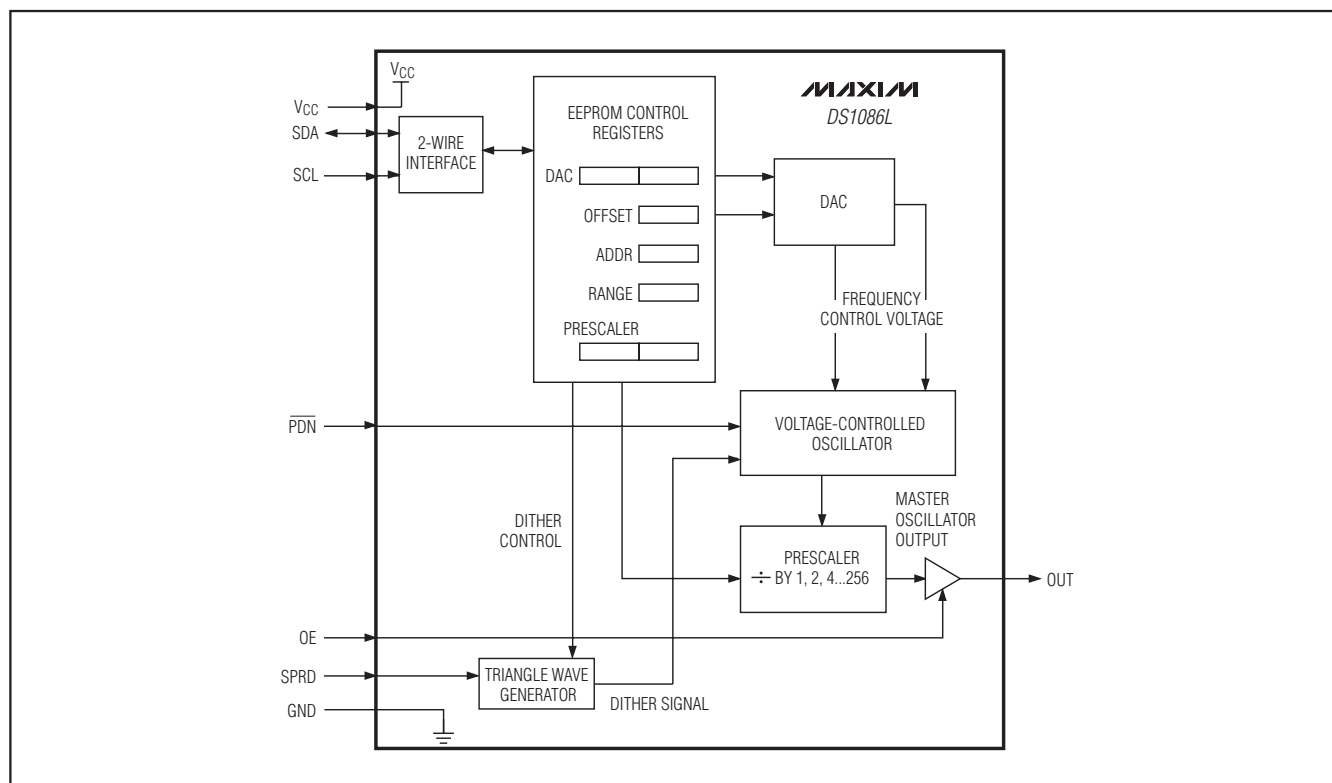 VCC
VCC
SDA
SCL
2-WIRE
INTERFACE
EEPROM CONTROL
REGISTERS
DAC
OFFSET
ADDR
RANGE
PRESCALER
MAXIM
DS1086L
DAC
FREQUENCY
CONTROL VOLTAGE
PDN
VOLTAGE-CONTROLLED
OSCILLATOR
DITHER
CONTROL
MASTER
OSCILLATOR
OUTPUT
PRESCALER
÷ BY 1, 2, 4...256
OUT
OE
SPRD
GND
TRIANGLE WAVE
GENERATOR
DITHER SIGNAL